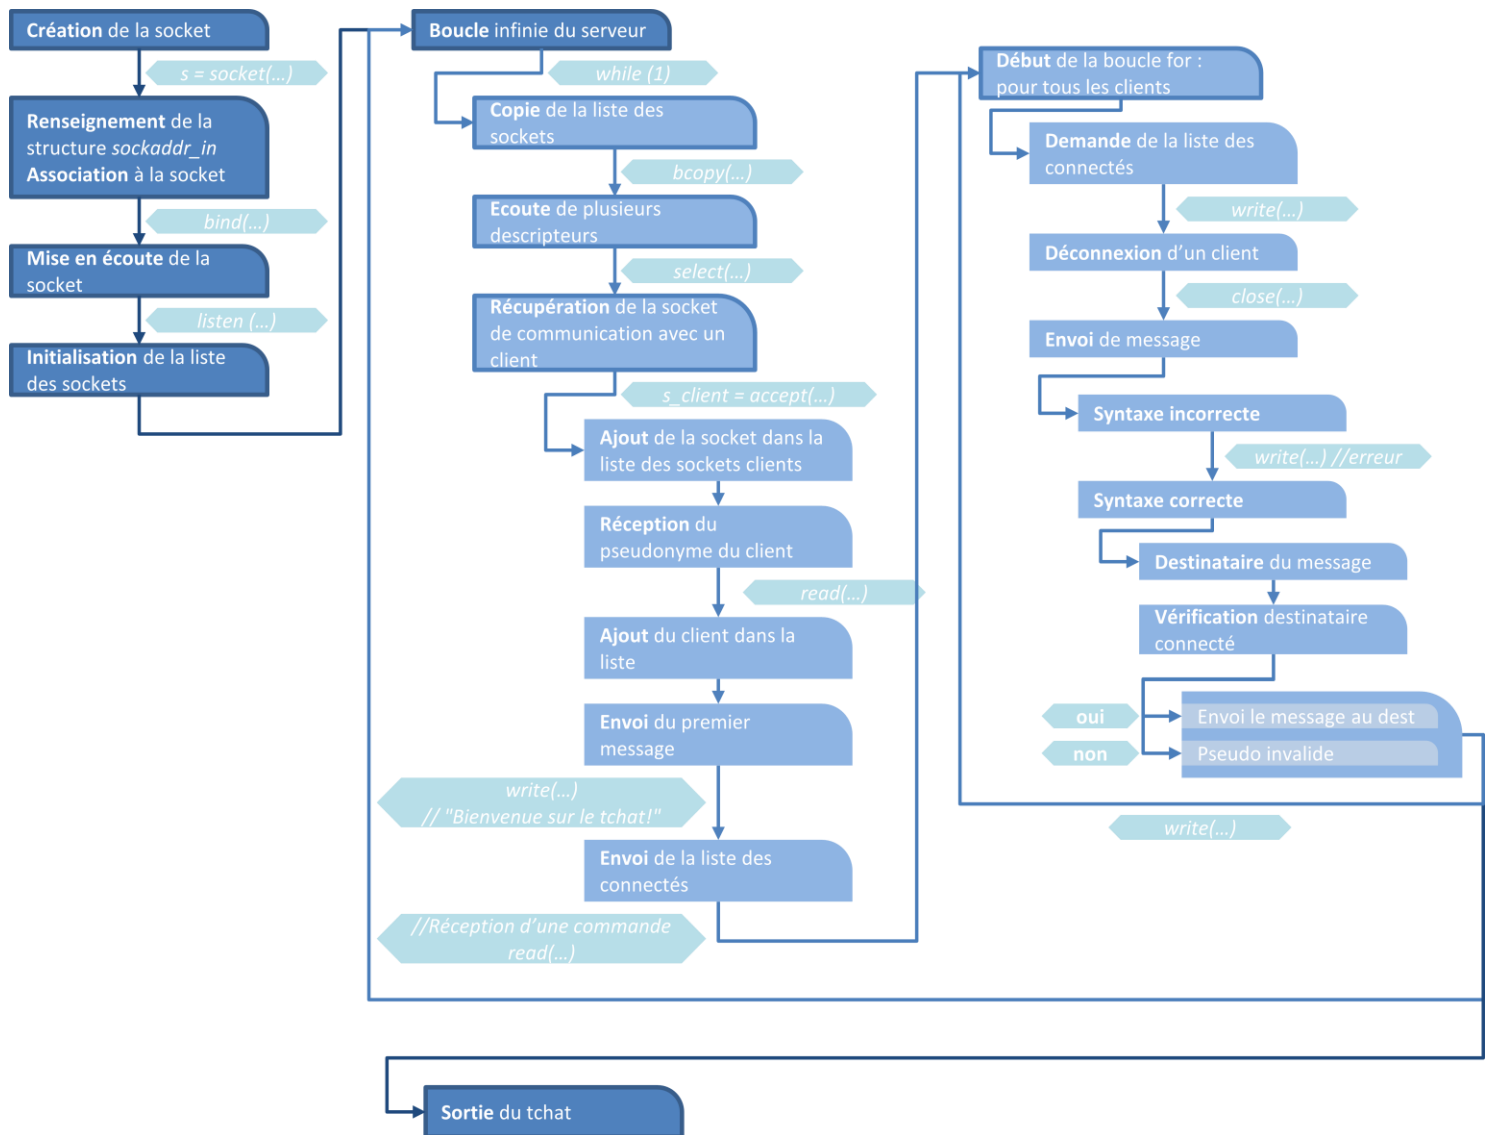 Création de la socket
s = socket(...)
Renseignement de la
structure sockaddr_in
Association à la socket
bind(...)
Mise en écoute de la
socket
listen (...)
Initialisation de la liste
des sockets
Boucle infinie du serveur
while (1)
Copie de la liste des
sockets
bcopy(...)
Ecoute de plusieurs
descripteurs
select(...)
Récupération de la socket
de communication avec un
client
s_client = accept(...)
Ajout de la socket dans la
liste des sockets clients
Réception du
pseudonyme du client
read(...)
Ajout du client dans la
liste
Envoi du premier
message
write(...)
// "Bienvenue sur le tchat!"
Envoi de la liste des
connectés
//Réception d'une commande
read(...)
Début de la boucle for :
pour tous les clients
Demande de la liste des
connectés
write(...)
Déconnexion d'un client
close(...)
Envoi de message
Syntaxe incorrecte
write(...) //erreur
Syntaxe correcte
Destinataire du message
Vérification destinataire
connecté
oui
Envoi le message au dest
non
Pseudo invalide
write(...)
Sortie du tchat